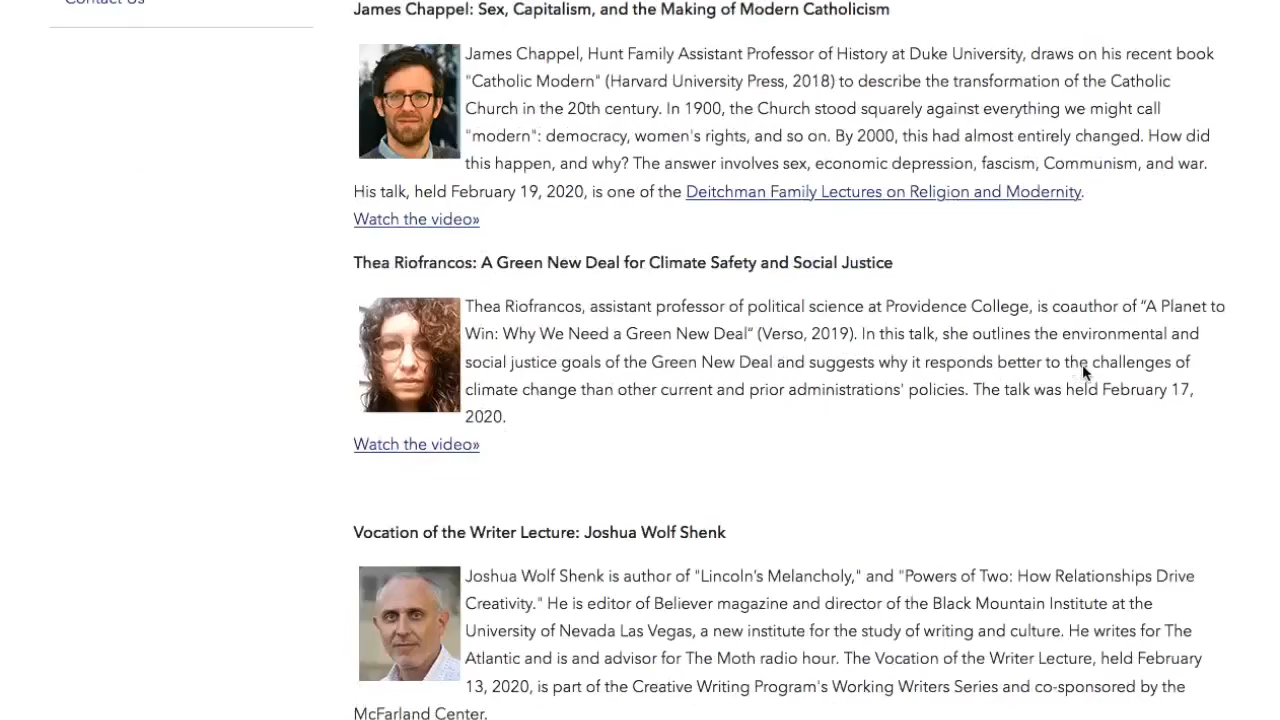 Contact Us
James Chappel: Sex, Capitalism, and the Making of Modern Catholicism
James Chappel, Hunt Family Assistant Professor of History at Duke University, draws on his recent book
"Catholic Modern" (Harvard University Press, 2018) to describe the transformation of the Catholic
Church in the 20th century. In 1900, the Church stood squarely against everything we might call
"modern": democracy, women's rights, and so on. By 2000, this had almost entirely changed. How did
this happen, and why? The answer involves sex, economic depression, fascism, Communism, and war.
His talk, held February 19, 2020, is one of the Deitchman Family Lectures on Religion and Modernity.
Watch the video»
Thea Riofrancos: A Green New Deal for Climate Safety and Social Justice
Thea Riofrancos, assistant professor of political science at Providence College, is coauthor of “A Planet to
Win: Why We Need a Green New Deal” (Verso, 2019). In this talk, she outlines the environmental and
social justice goals of the Green New Deal and suggests why it responds better to the challenges of
climate change than other current and prior administrations' policies. The talk was held February 17,
2020.
Watch the video»
Vocation of the Writer Lecture: Joshua Wolf Shenk
Joshua Wolf Shenk is author of "Lincoln’s Melancholy," and "Powers of Two: How Relationships Drive
Creativity." He is editor of Believer magazine and director of the Black Mountain Institute at the
University of Nevada Las Vegas, a new institute for the study of writing and culture. He writes for The
Atlantic and is and advisor for The Moth radio hour. The Vocation of the Writer Lecture, held February
13, 2020, is part of the Creative Writing Program's Working Writers Series and co-sponsored by the
McFarland Center.